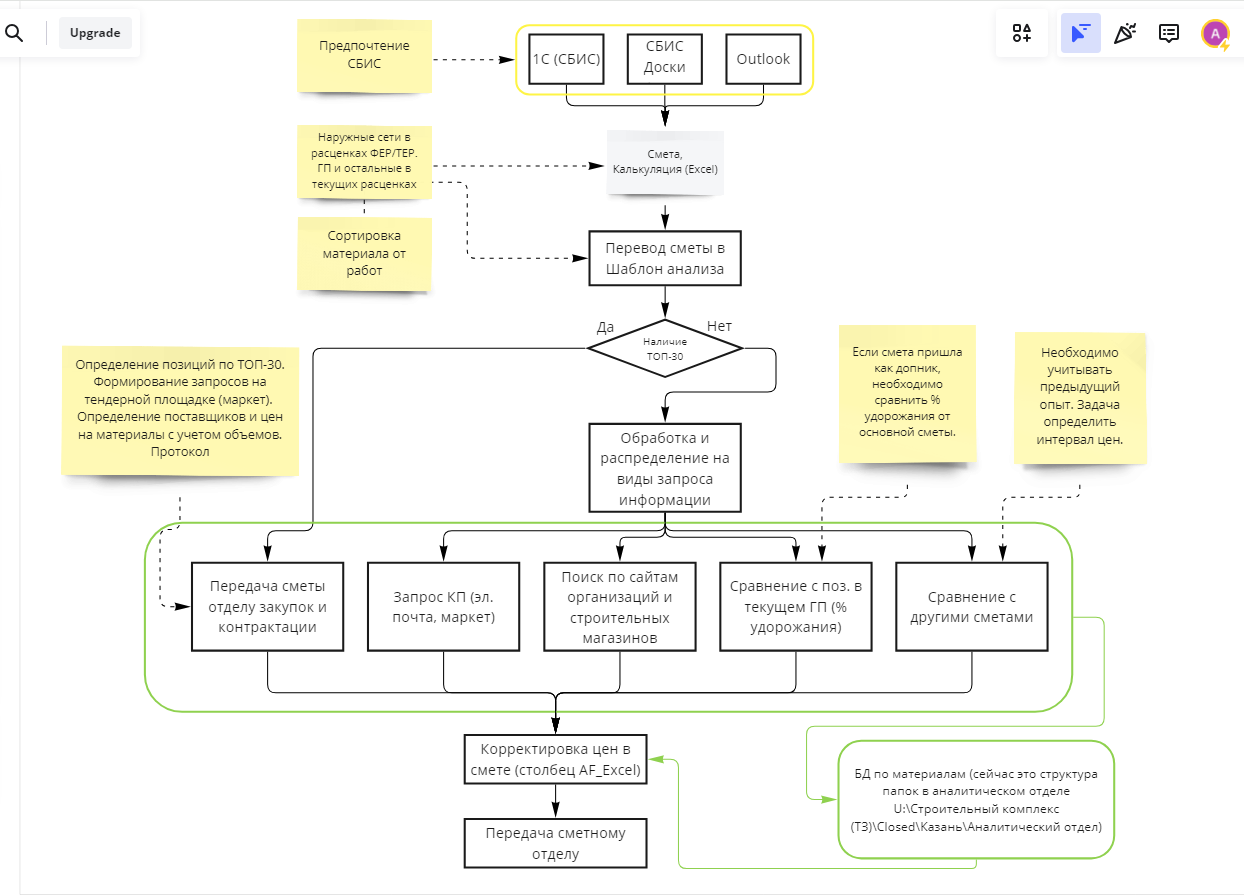 Upgrade
A
Предпочтение
СБИС
1С (СБИС)
СБИС
Доски
Outlook
Наружные сети в
расценках ФЕР/ТЕР.
ГП и остальные в
текущих расценках
Смета,
Калькуляция (Excel)
Сортировка
материала от
работ
Перевод сметы в
Шаблон анализа
Да
Нет
Наличие
ТОП-30
Определение позиций по ТОП-30.
Формирование запросов на
тендерной площадке (маркет).
Определение поставщиков и цен
на материалы с учетом объемов.
Протокол
Если смета пришла
как допник,
необходимо
сравнить %
удорожания от
основной сметы.
Необходимо
учитывать
предыдущий
опыт. Задача
определить
интервал цен.
Обработка и
распределение на
виды запроса
информации
Передача сметы
отделу закупок и
контрактации
Запрос КП (эл.
почта, маркет)
Поиск по сайтам
организаций и
строительных
магазинов
Сравнение с поз. в
текущем ГП (%
удорожания)
Сравнение с
другими сметами
Корректировка цен в
смете (столбец AF_Excel)
БД по материалам (сейчас это структура
папок в аналитическом отделе
U:\Строительный комплекс
(ТЗ)\Closed\Казань\Аналитический отдел)
Передача сметному
отделу